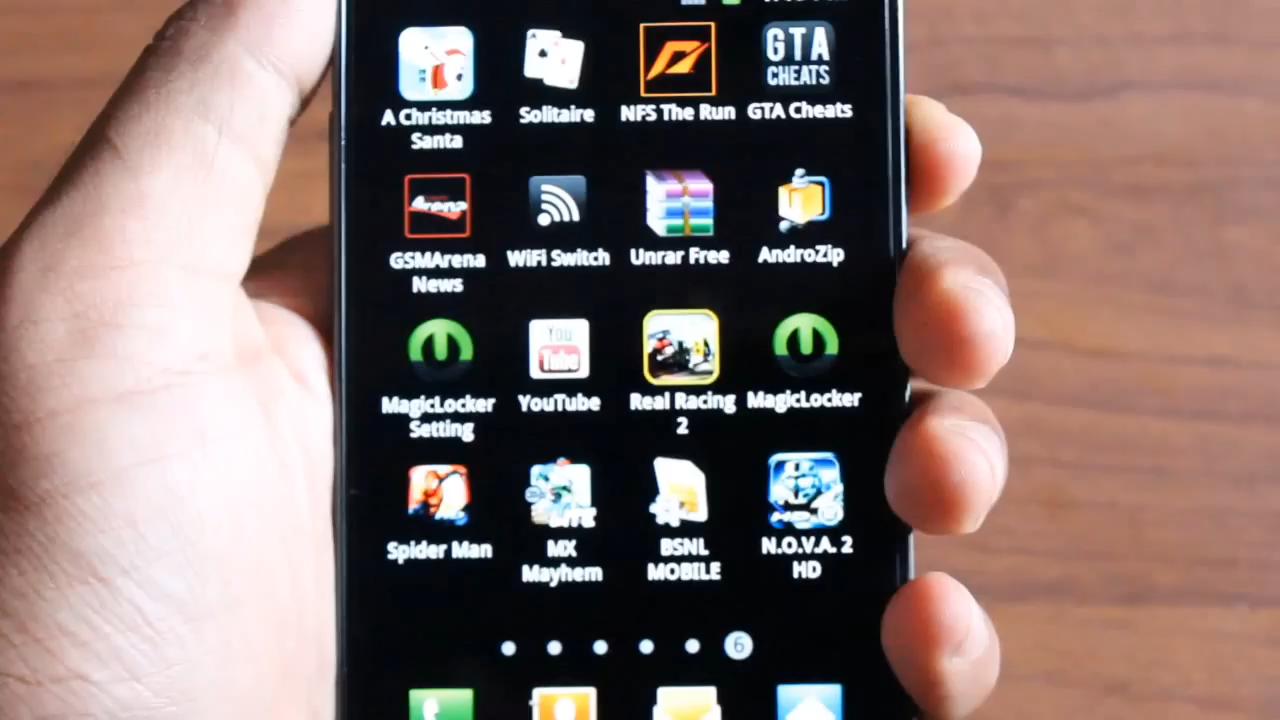 GTA
CHEATS
A Christmas
Santa
Solitaire
NFS The Run
GTA Cheats
Arena
GSMArena
News
WiFi Switch
Unrar Free
AndroZip
You
Tube
MagicLocker
Setting
YouTube
Real Racing
2
MagicLocker
LITE
Spider Man
MX
Mayhem
BSNL
MOBILE
N.O.V.A. 2
HD
6